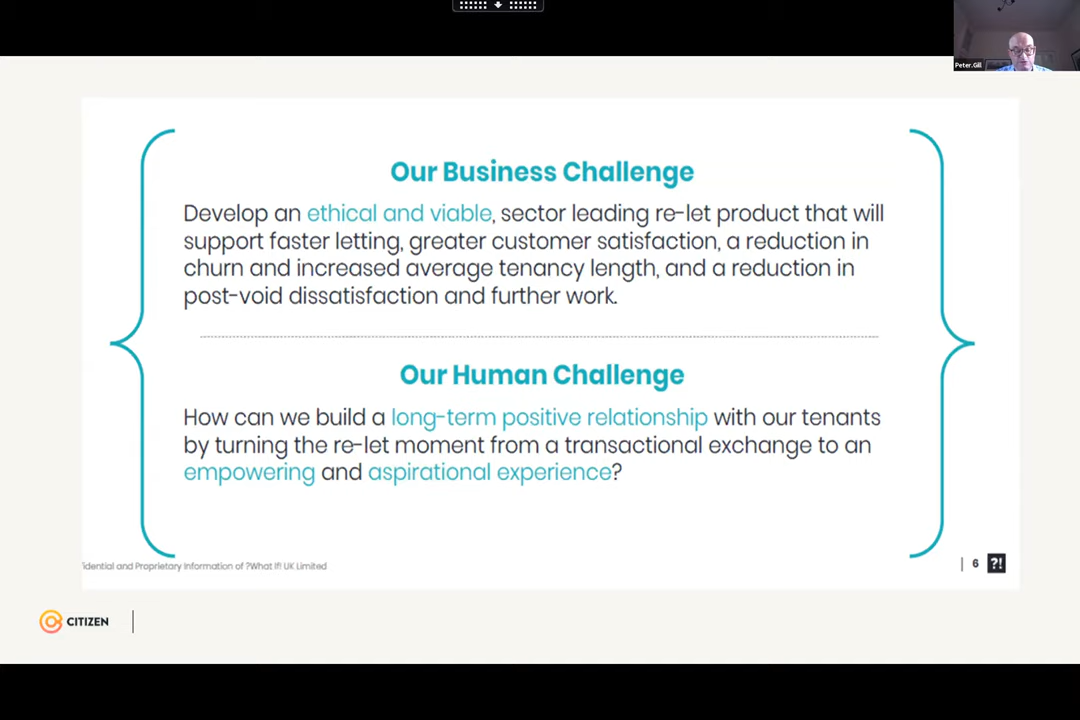 Peter.Gill
Our Business Challenge
Develop an ethical and viable, sector leading re-let product that will
support faster letting, greater customer satisfaction, a reduction in
churn and increased average tenancy length, and a reduction in
post-void dissatisfaction and further work.
Our Human Challenge
How can we build a long-term positive relationship with our tenants
by turning the re-let moment from a transactional exchange to an
empowering and aspirational experience?
idential and Proprietary Information of ?What If! UK Limited
| 6 ?!
CITIZEN